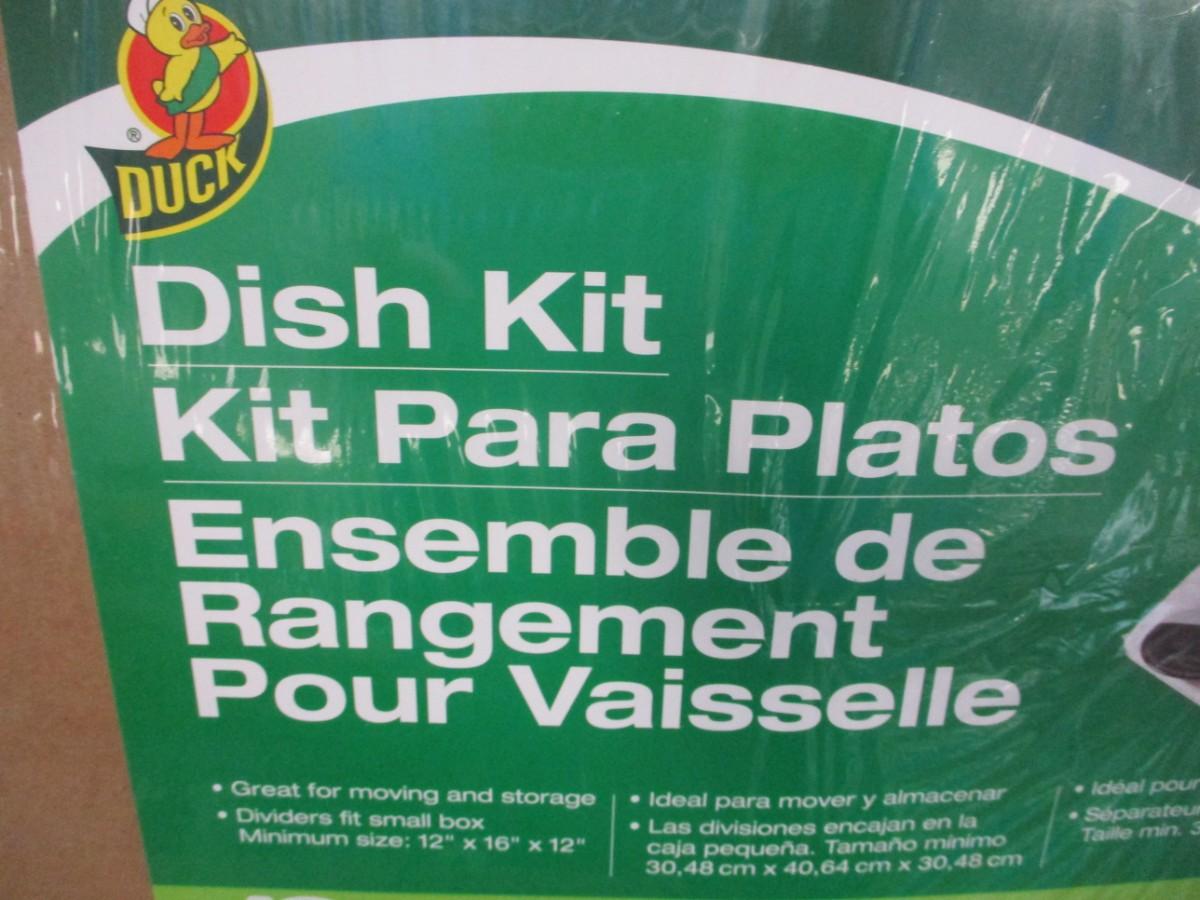 ®
DUCK
Dish Kit
Kit Para Platos
Ensemble de
Rangement
Pour Vaisselle
• Great for moving and storage
• Dividers fit small box
Minimum size: 12" x 16" x 12"
• Ideal para mover y almacenar
• Las divisiones encajan en la
caja pequeña. Tamaño mínimo
30,48 cm x 40,64 cm x 30,48 cm
• Idéal pour
• Séparateu
Taille min.